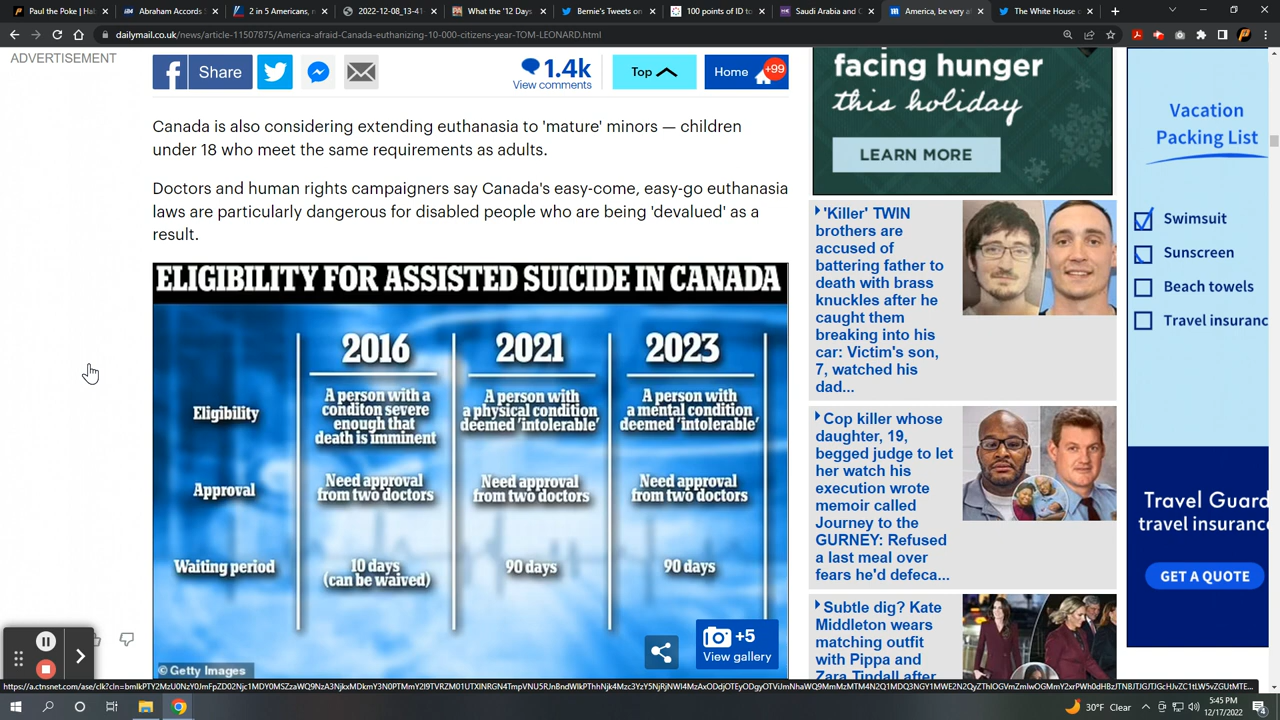 Paul the Poke | Hab
Abraham Accords S
2 in 5 Americans, r
2022-12-08_13-41
What the '12 Days
Bernie's Tweets on
100 points of ID to
Saudi Arabia and C
America, be very af
The White House
dailymail.co.uk/news/article-11507875/America-afraid-Canada-euthanizing-10-000-citizens-year-TOM-LEONARD.html
ADVERTISEMENT
Share
1.4k
View comments
Top
Home
+99
Canada is also considering extending euthanasia to 'mature' minors — children
under 18 who meet the same requirements as adults.
Doctors and human rights campaigners say Canada's easy-come, easy-go euthanasia
laws are particularly dangerous for disabled people who are being 'devalued' as a
result.
ELIGIBILITY FOR ASSISTED SUICIDE IN CANADA
2016 2021 2023
Eligibility
A person with a
conditon severe
enough that
death is imminent
A person with
a physical condition
deemed 'intolerable'
A person with
a mental condition
deemed 'intolerable'
Approval
Need approval
from two doctors
Need approval
from two doctors
Need approval
from two doctors
Waiting period
10 days
(can be waived)
90 days
90 days
© Getty Images
+5
View gallery
facing hunger
this holiday
LEARN MORE
'Killer' TWIN
brothers are
accused of
battering father to
death with brass
knuckles after he
caught them
breaking into his
car: Victim's son,
7, watched his
dad...
Cop killer whose
daughter, 19,
begged judge to let
her watch his
execution wrote
memoir called
Journey to the
GURNEY: Refused
a last meal over
fears he'd defeca...
Subtle dig? Kate
Middleton wears
matching outfit
with Pippa and
Zara Tindall after
Vacation
Packing List
Swimsuit
Sunscreen
Beach towels
Travel insuranc
Travel Guard
travel insurance
GET A QUOTE
30°F Clear
5:45 PM
12/17/2022